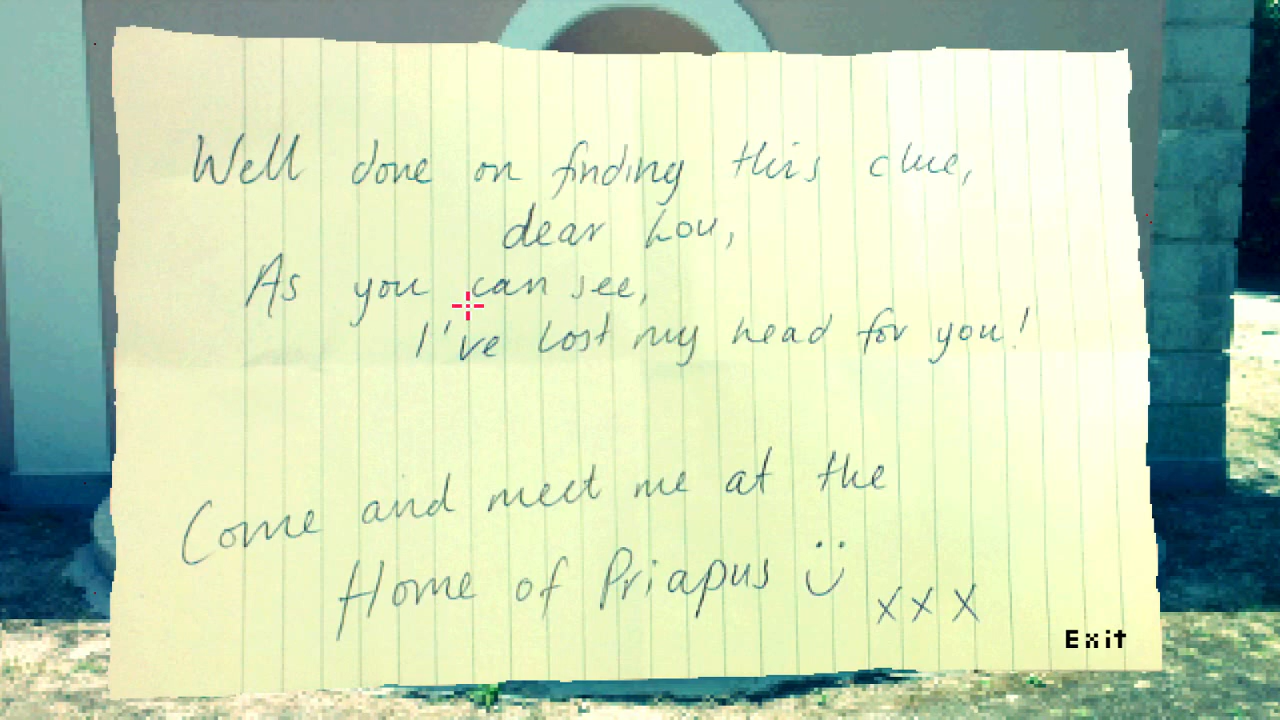 Well done on finding this clue,
dear Lou,
As you can see,
I've lost my head for you!
Come and meet me at the
Home of Priapus :) xxx
Exit